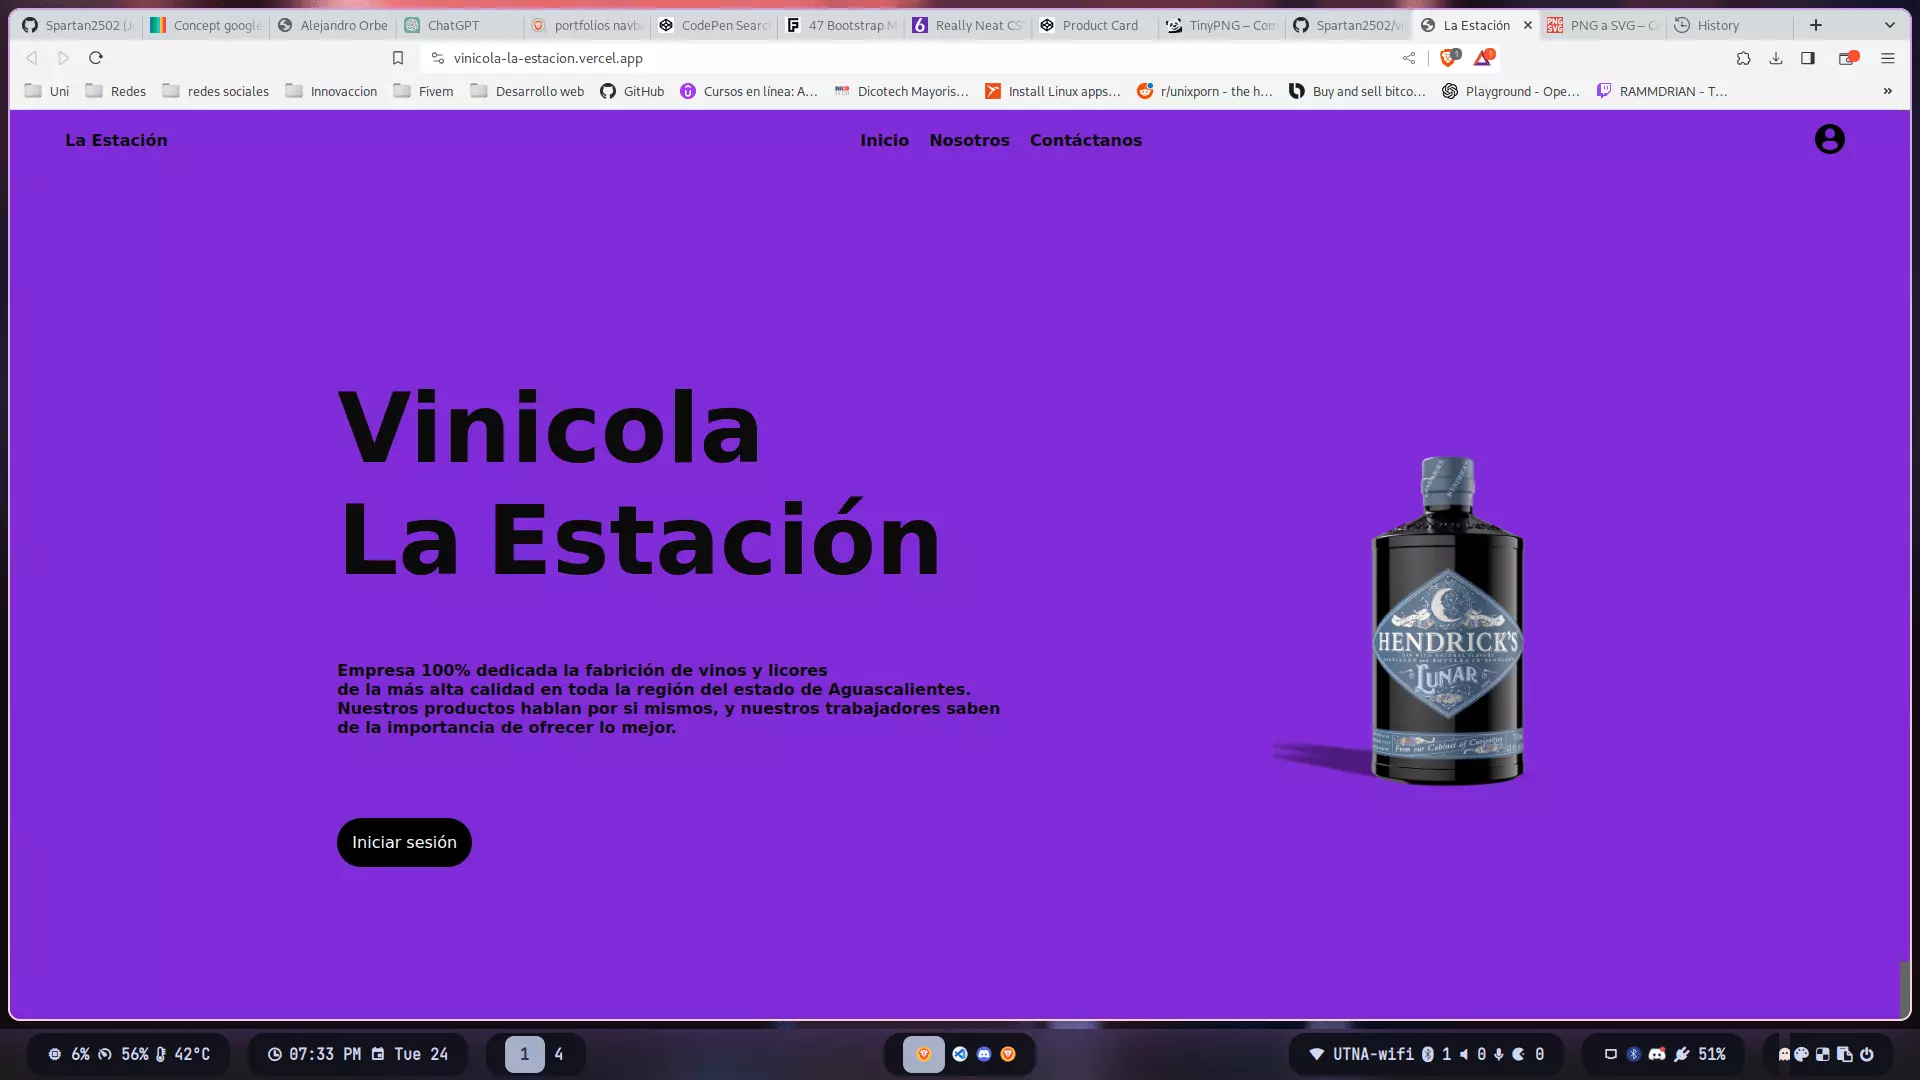 Spartan2502 (J
Concept google
Alejandro Orbe
ChatGPT
portfolios navba
CodePen Searc
47 Bootstrap M
Really Neat CS
Product Card
TinyPNG – Com
Spartan2502/vi
La Estación
PNG a SVG – C
History
vinicola-la-estacion.vercel.app
Uni
Redes
redes sociales
Innovaccion
Fivem
Desarrollo web
GitHub
Cursos en línea: A...
Dicotech Mayoris...
Install Linux apps...
r/unixporn - the h...
Buy and sell bitco...
Playground - Ope...
RAMMDRIAN - T...
»
La Estación
Inicio
Nosotros
Contáctanos
Vinicola
La Estación
Empresa 100% dedicada la fabrición de vinos y licores
de la más alta calidad en toda la región del estado de Aguascalientes.
Nuestros productos hablan por si mismos, y nuestros trabajadores saben
de la importancia de ofrecer lo mejor.
HENDRICK'S
LUNAR
From our Cabinet of Curiosities
Iniciar sesión
6% 56% 42°C
07:33 PM Tue 24
1 4
UTNA-wifi 1 0 0
51%